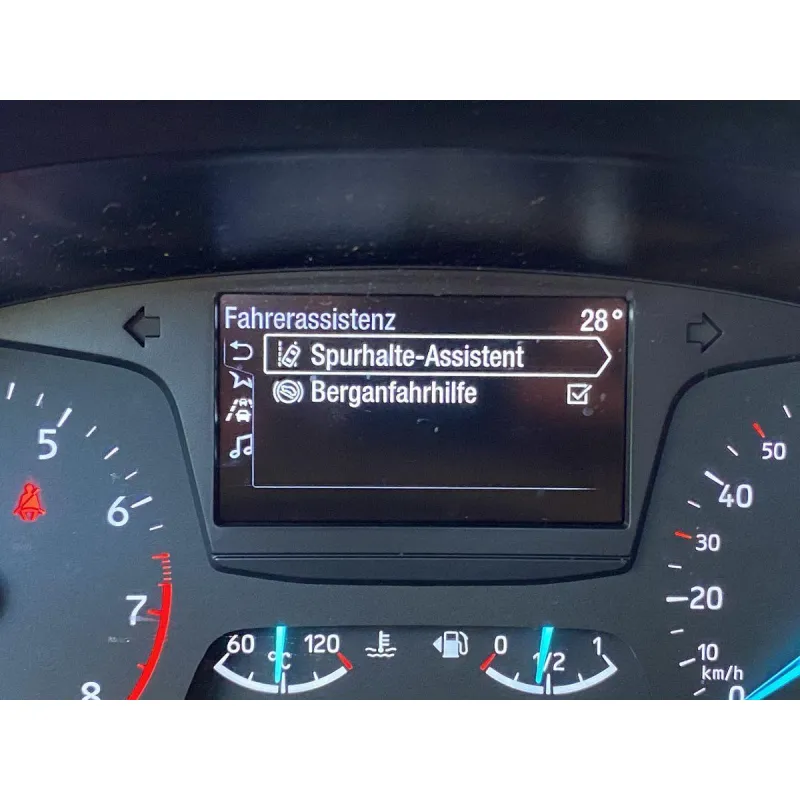 Fahrerassistenz 28°
Spurhalte-Assistent
Berganfahrhilfe
5
6
7
8
60 120
°C
0 1/2 1
50
40
30
20
10
km/h
0